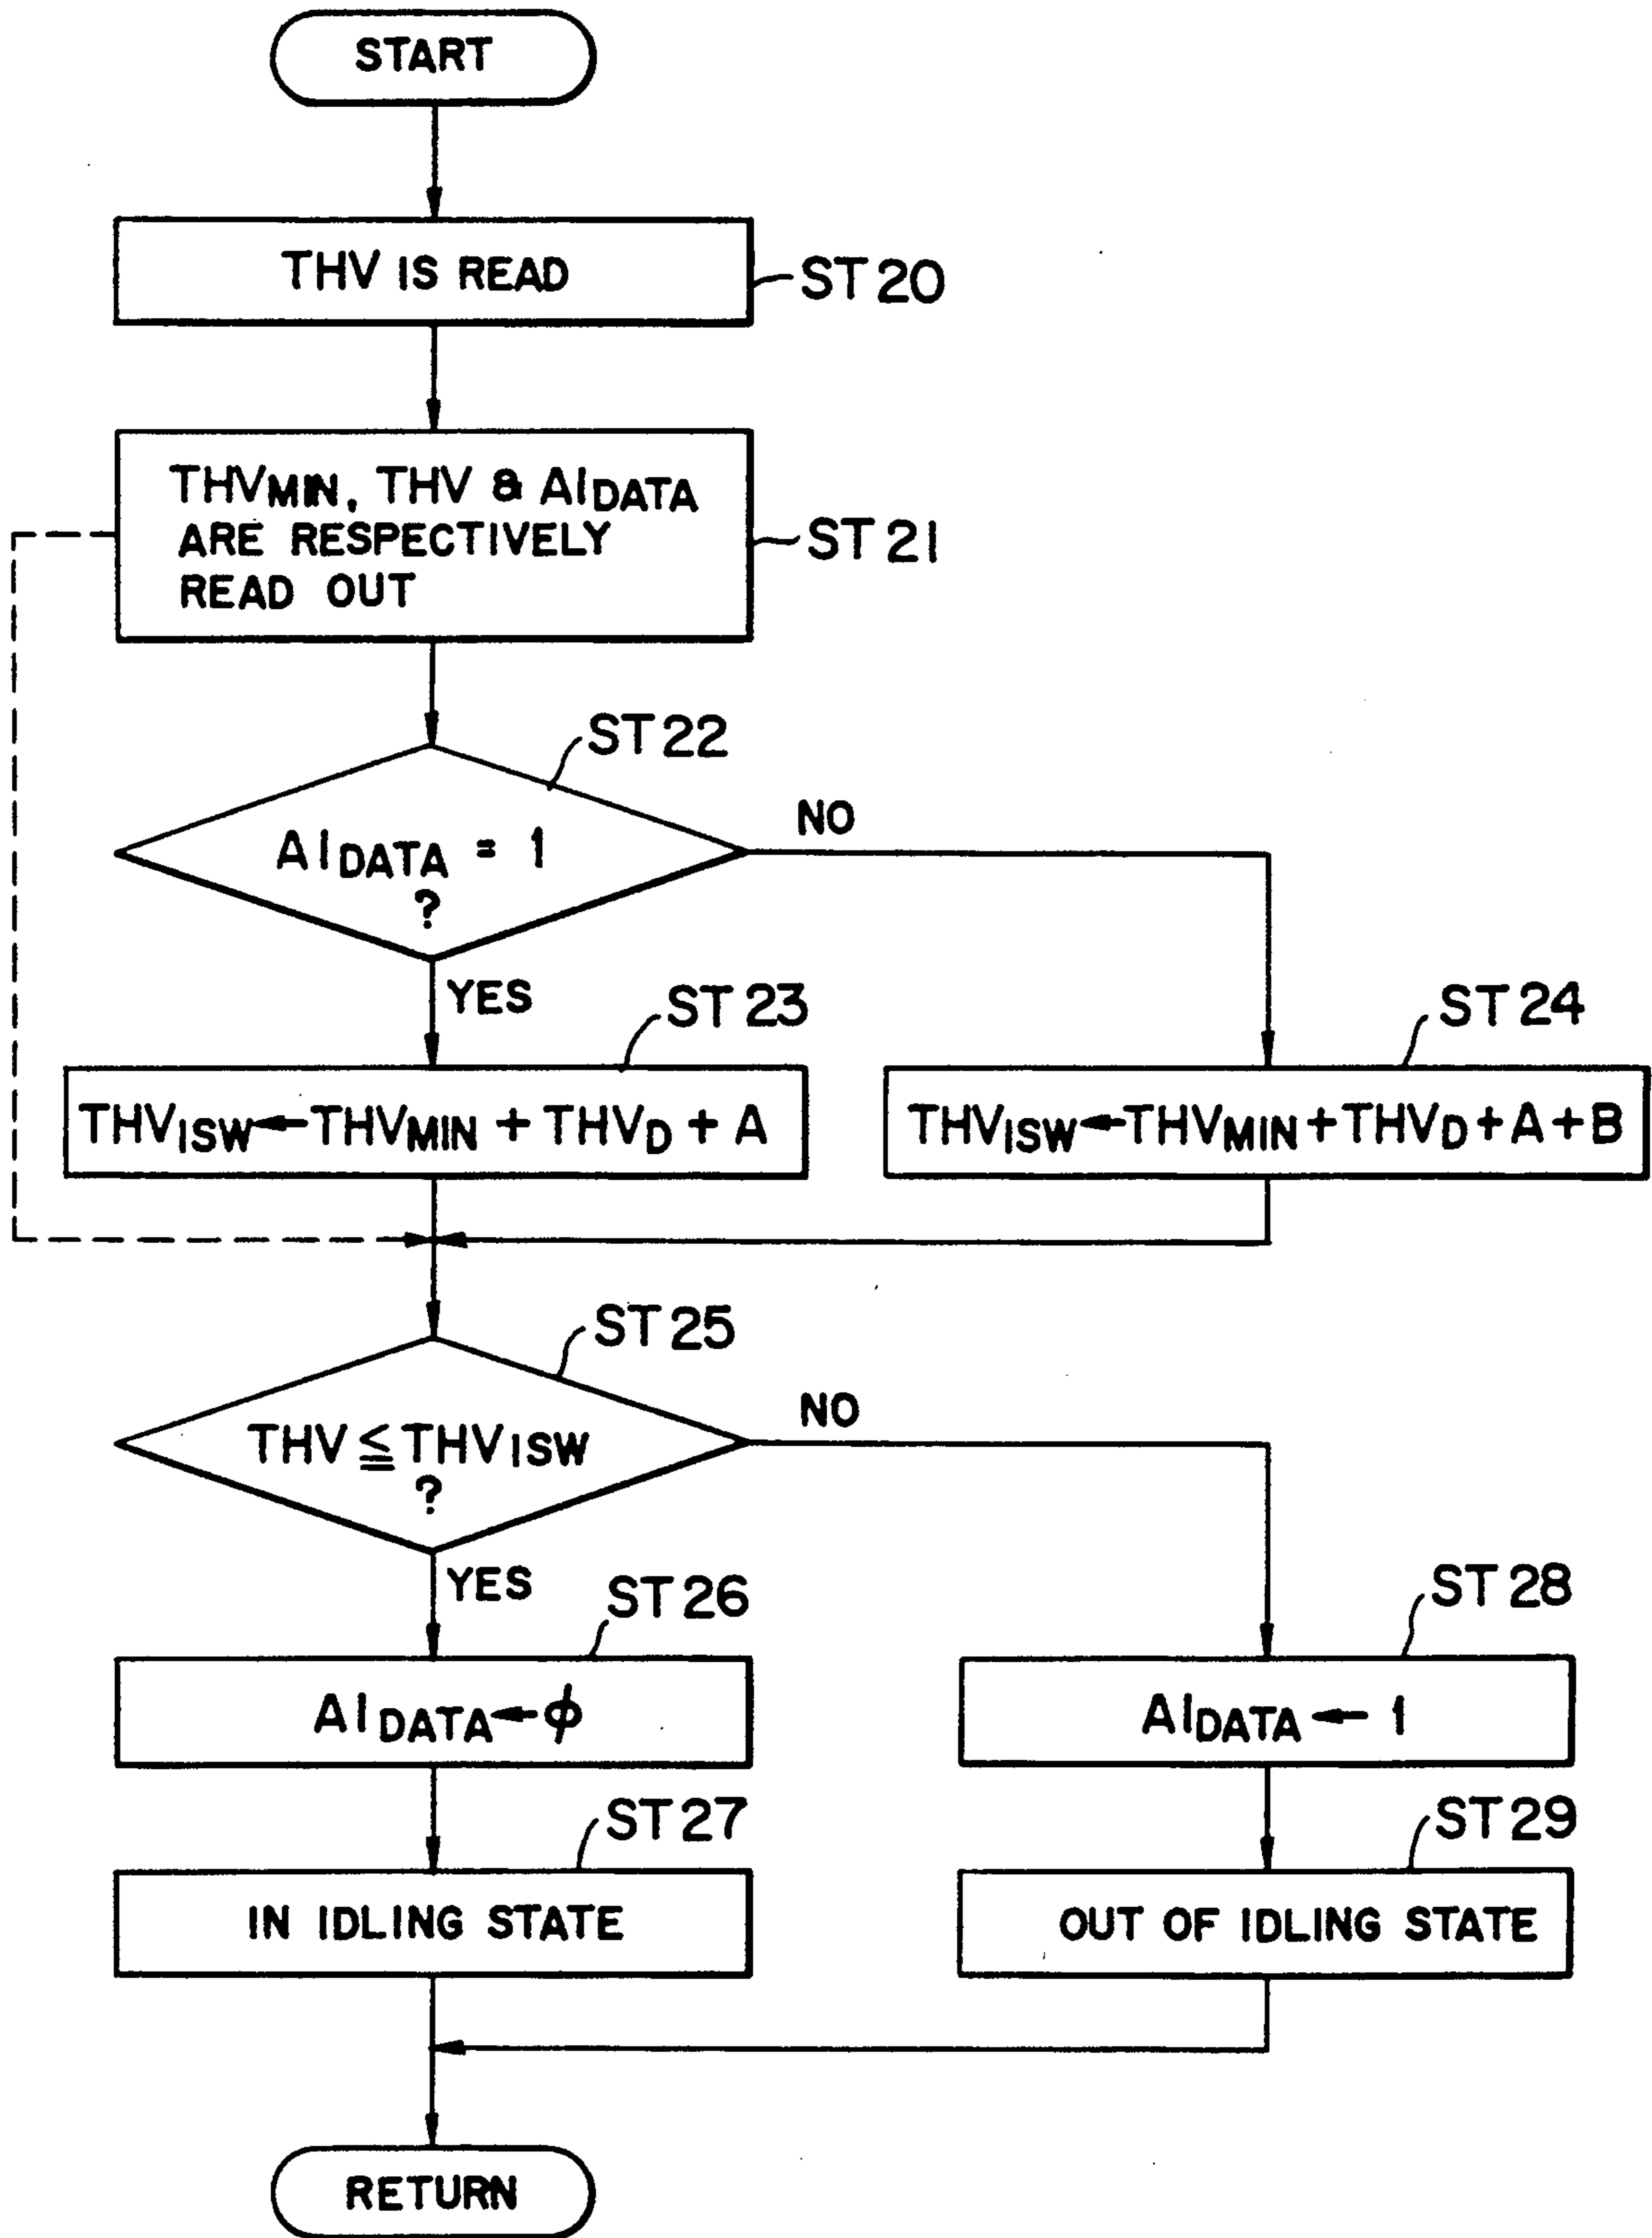 START
THV IS READ
ST20
THVMIN, THV & AIDATA
ARE RESPECTIVELY
READ OUT
ST21
ST22
AIDATA = 1
?
NO
YES
ST23
ST24
THVISW←THVMIN + THVD + A
THVISW←THVMIN+THVD+A+B
ST25
THV ≦ THVISW
?
NO
YES
ST26
ST28
AIDATA←ϕ
AIDATA ← 1
ST27
ST29
IN IDLING STATE
OUT OF IDLING STATE
RETURN